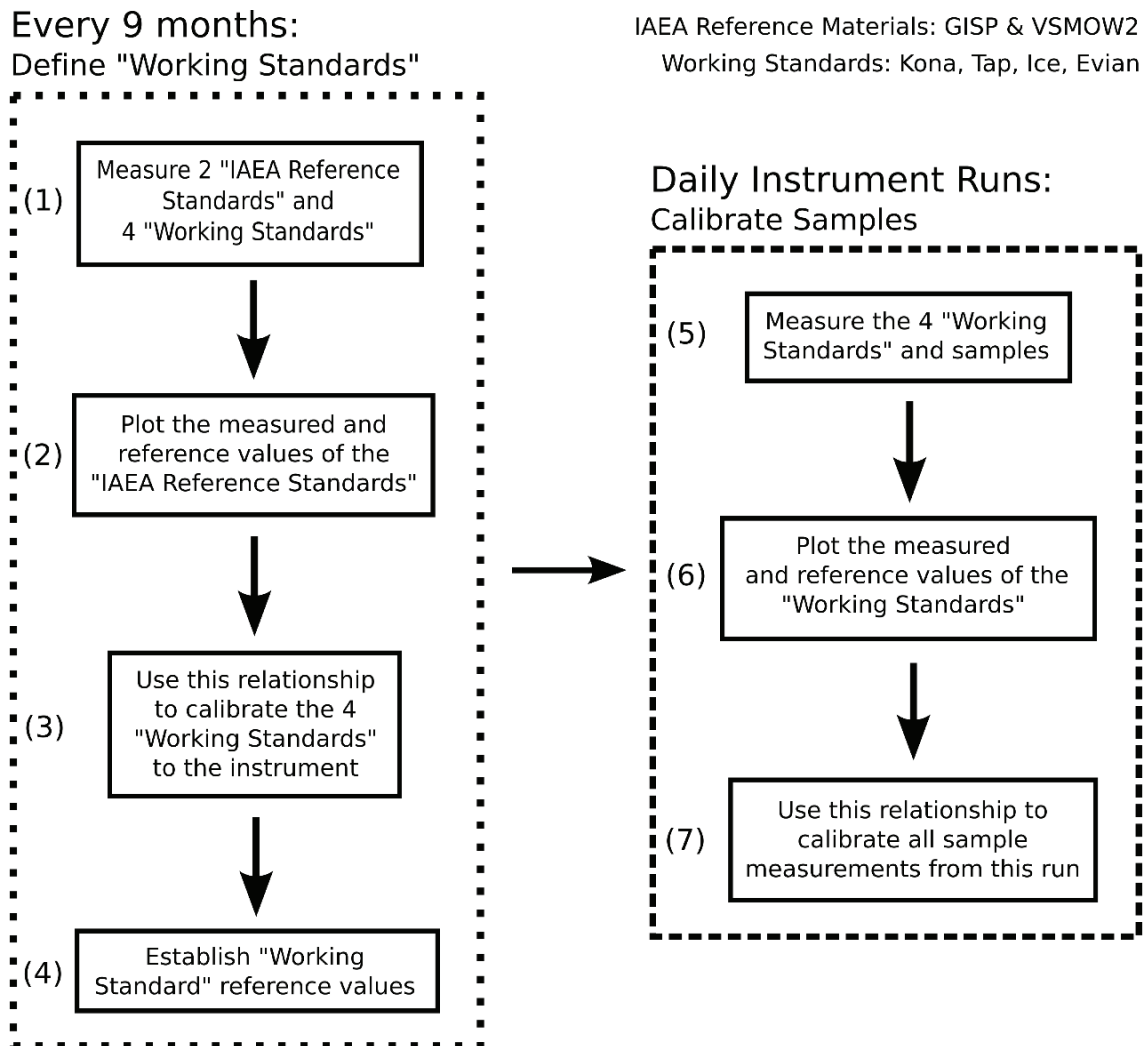 Every 9 months:
Define "Working Standards"
IAEA Reference Materials: GISP & VSMOW2
Working Standards: Kona, Tap, Ice, Evian
(1)
Measure 2 "IAEA Reference
Standards" and
4 "Working Standards"
(2)
Plot the measured and
reference values of the
"IAEA Reference Standards"
(3)
Use this relationship
to calibrate the 4
"Working Standards"
to the instrument
(4)
Establish "Working
Standard" reference values
Daily Instrument Runs:
Calibrate Samples
(5)
Measure the 4 "Working
Standards" and samples
(6)
Plot the measured
and reference values of the
"Working Standards"
(7)
Use this relationship to
calibrate all sample
measurements from this run